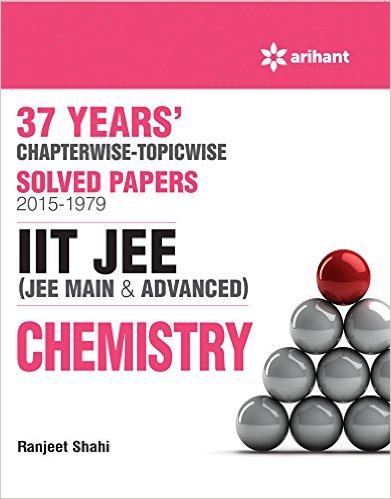 arihant
37 YEARS'
CHAPTERWISE-TOPICWISE
SOLVED PAPERS
2015-1979
IIT JEE
(JEE MAIN & ADVANCED)
CHEMISTRY
Ranjeet Shahi